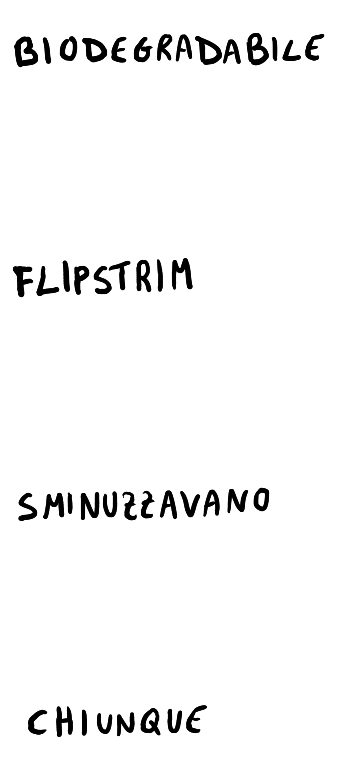 BIODEGRADABILE
FLIPSTRIM
SMINUZZAVANO
CHIUNQUE